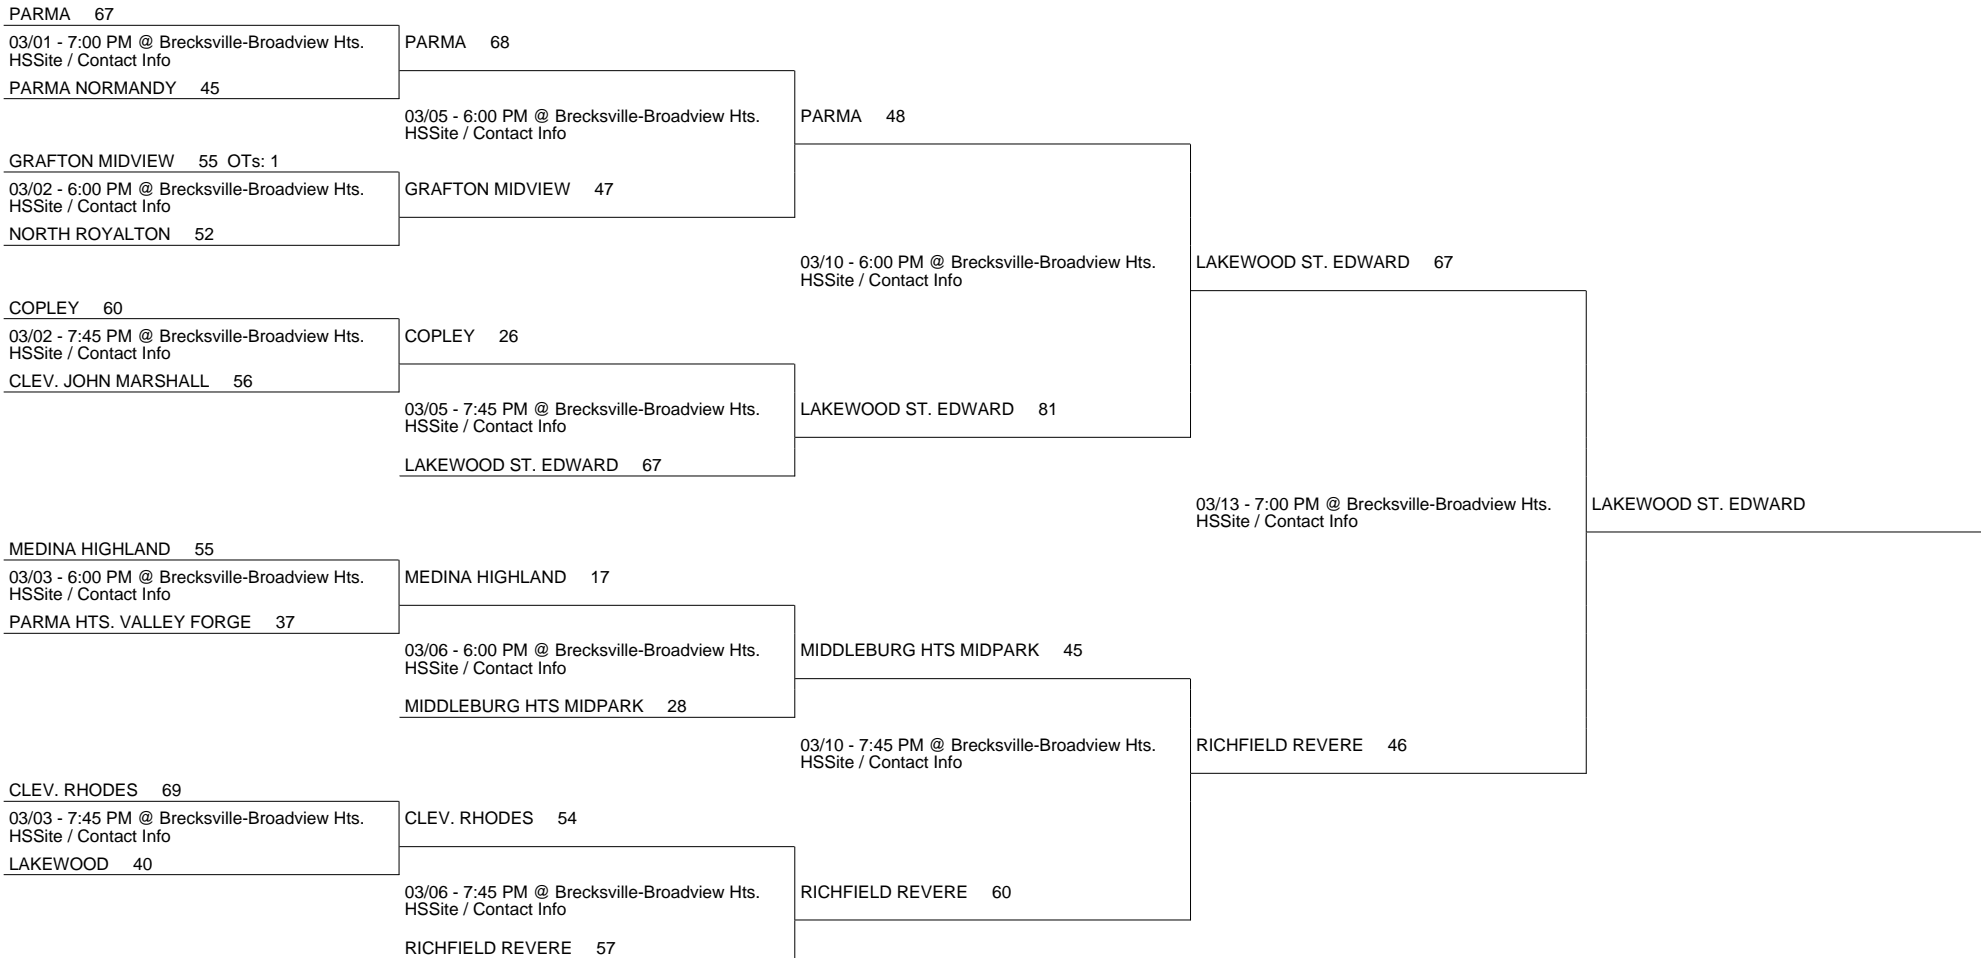 PARMA 67
03/01 - 7:00 PM @ Brecksville-Broadview Hts.
HSSite / Contact Info
PARMA NORMANDY 45
GRAFTON MIDVIEW 55 OTs: 1
03/02 - 6:00 PM @ Brecksville-Broadview Hts.
HSSite / Contact Info
NORTH ROYALTON 52
COPLEY 60
03/02 - 7:45 PM @ Brecksville-Broadview Hts.
HSSite / Contact Info
CLEV. JOHN MARSHALL 56
MEDINA HIGHLAND 55
03/03 - 6:00 PM @ Brecksville-Broadview Hts.
HSSite / Contact Info
PARMA HTS. VALLEY FORGE 37
CLEV. RHODES 69
03/03 - 7:45 PM @ Brecksville-Broadview Hts.
HSSite / Contact Info
LAKEWOOD 40
PARMA 68
03/05 - 6:00 PM @ Brecksville-Broadview Hts.
HSSite / Contact Info
GRAFTON MIDVIEW 47
COPLEY 26
03/05 - 7:45 PM @ Brecksville-Broadview Hts.
HSSite / Contact Info
LAKEWOOD ST. EDWARD 67
MEDINA HIGHLAND 17
03/06 - 6:00 PM @ Brecksville-Broadview Hts.
HSSite / Contact Info
MIDDLEBURG HTS MIDPARK 28
CLEV. RHODES 54
03/06 - 7:45 PM @ Brecksville-Broadview Hts.
HSSite / Contact Info
RICHFIELD REVERE 57
PARMA 48
03/10 - 6:00 PM @ Brecksville-Broadview Hts.
HSSite / Contact Info
LAKEWOOD ST. EDWARD 81
MIDDLEBURG HTS MIDPARK 45
03/10 - 7:45 PM @ Brecksville-Broadview Hts.
HSSite / Contact Info
RICHFIELD REVERE 60
LAKEWOOD ST. EDWARD 67
03/13 - 7:00 PM @ Brecksville-Broadview Hts.
HSSite / Contact Info
RICHFIELD REVERE 46
LAKEWOOD ST. EDWARD